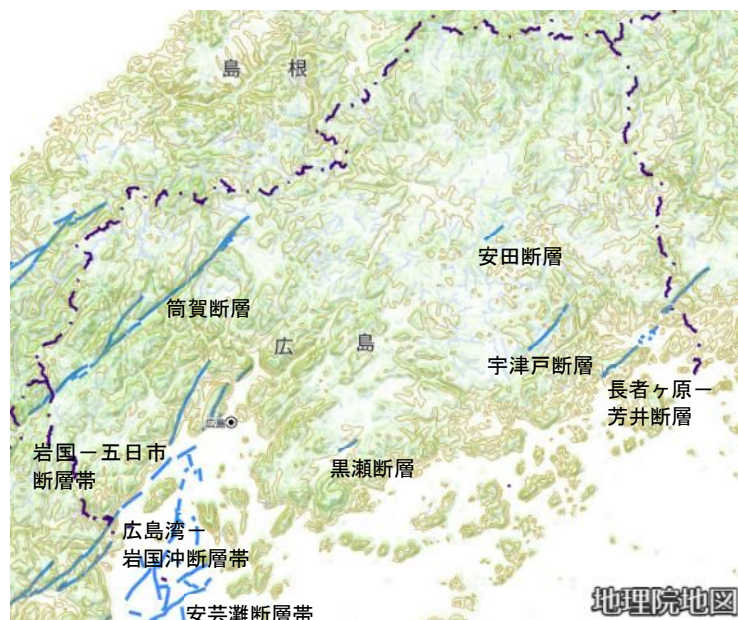 島根
安田断層
筒賀断層
広島
宇津戸断層
長者ヶ原－
芳井断層
広島
岩国－五日市
断層帯
黒瀬断層
広島湾－
岩国沖断層帯
安芸灘断層帯
地理院地図